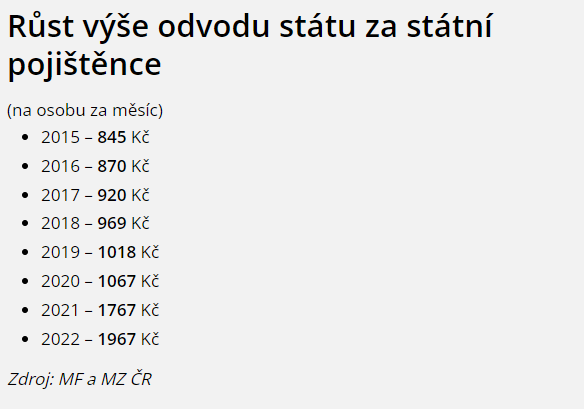 Růst výše odvodu státu za státní
pojištěnce
(na osobu za měsíc)
• 2015 – 845 Kč
• 2016 – 870 Kč
• 2017 – 920 Kč
• 2018 – 969 Kč
• 2019 – 1018 Kč
• 2020 – 1067 Kč
• 2021 – 1767 Kč
• 2022 – 1967 Kč
Zdroj: MF a MZ ČR